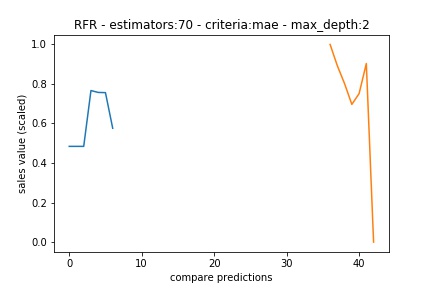 RFR - estimators:70 - criteria:mae - max_depth:2
1.0
0.8
0.6
0.4
0.2
0.0
sales value (scaled)
0 10 20 30 40
compare predictions